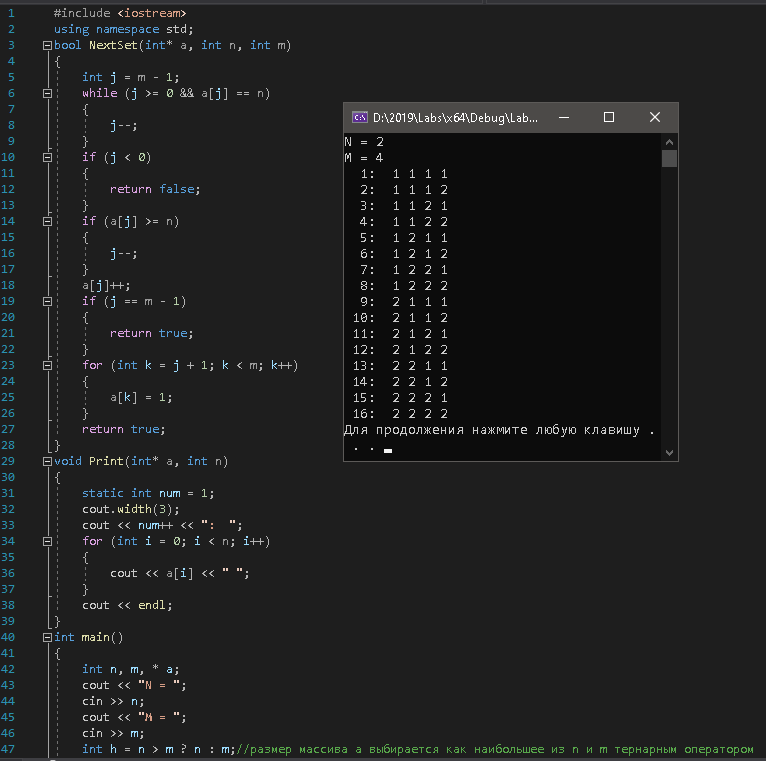 1 #include <iostream>
2 using namespace std;
3 bool NextSet(int* a, int n, int m)
4 {
5 int j = m - 1;
6 while (j >= 0 && a[j] == n)
7 {
8 j--;
9 }
10 if (j < 0)
11 {
12 return false;
13 }
14 if (a[j] >= n)
15 {
16 j--;
17 }
18 a[j]++;
19 if (j == m - 1)
20 {
21 return true;
22 }
23 for (int k = j + 1; k < m; k++)
24 {
25 a[k] = 1;
26 }
27 return true;
28 }
29 void Print(int* a, int n)
30 {
31 static int num = 1;
32 cout.width(3);
33 cout << num++ << ":  ";
34 for (int i = 0; i < n; i++)
35 {
36 cout << a[i] << " ";
37 }
38 cout << endl;
39 }
40 int main()
41 {
42 int n, m, * a;
43 cout << "N = ";
44 cin >> n;
45 cout << "M = ";
46 cin >> m;
47 int h = n > m ? n : m;//размер массива а выбирается как наибольшее из n и m тернарным оператором
D:\2019\Labs\x64\Debug\Lab...
N = 2
M = 4
1: 1 1 1 1
2: 1 1 1 2
3: 1 1 2 1
4: 1 1 2 2
5: 1 2 1 1
6: 1 2 1 2
7: 1 2 2 1
8: 1 2 2 2
9: 2 1 1 1
10: 2 1 1 2
11: 2 1 2 1
12: 2 1 2 2
13: 2 2 1 1
14: 2 2 1 2
15: 2 2 2 1
16: 2 2 2 2
Для продолжения нажмите любую клавишу .
. .